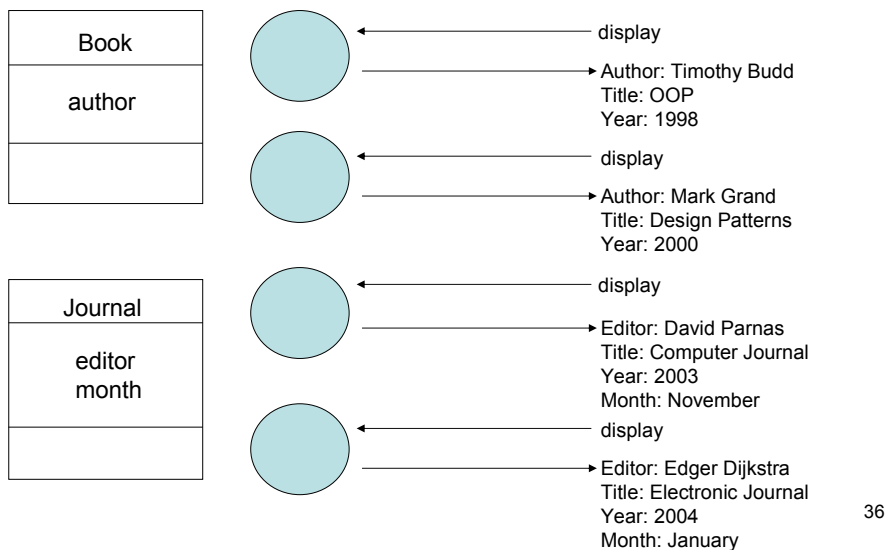 Book
author
display
Author: Timothy Budd
Title: OOP
Year: 1998
display
Author: Mark Grand
Title: Design Patterns
Year: 2000
Journal
editor
month
display
Editor: David Parnas
Title: Computer Journal
Year: 2003
Month: November
display
Editor: Edger Dijkstra
Title: Electronic Journal
Year: 2004
Month: January
36